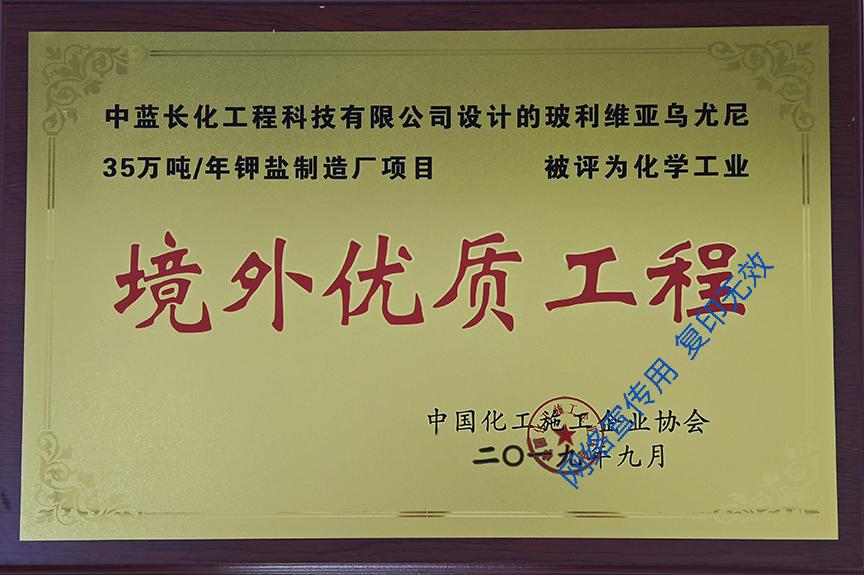 中蓝长化工程科技有限公司设计的玻利维亚乌尤尼
35万吨/年钾盐制造厂项目 被评为化学工业
境外优质工程
中国化工施工企业协会
二〇一九年九月
网络宣传用 复印无效